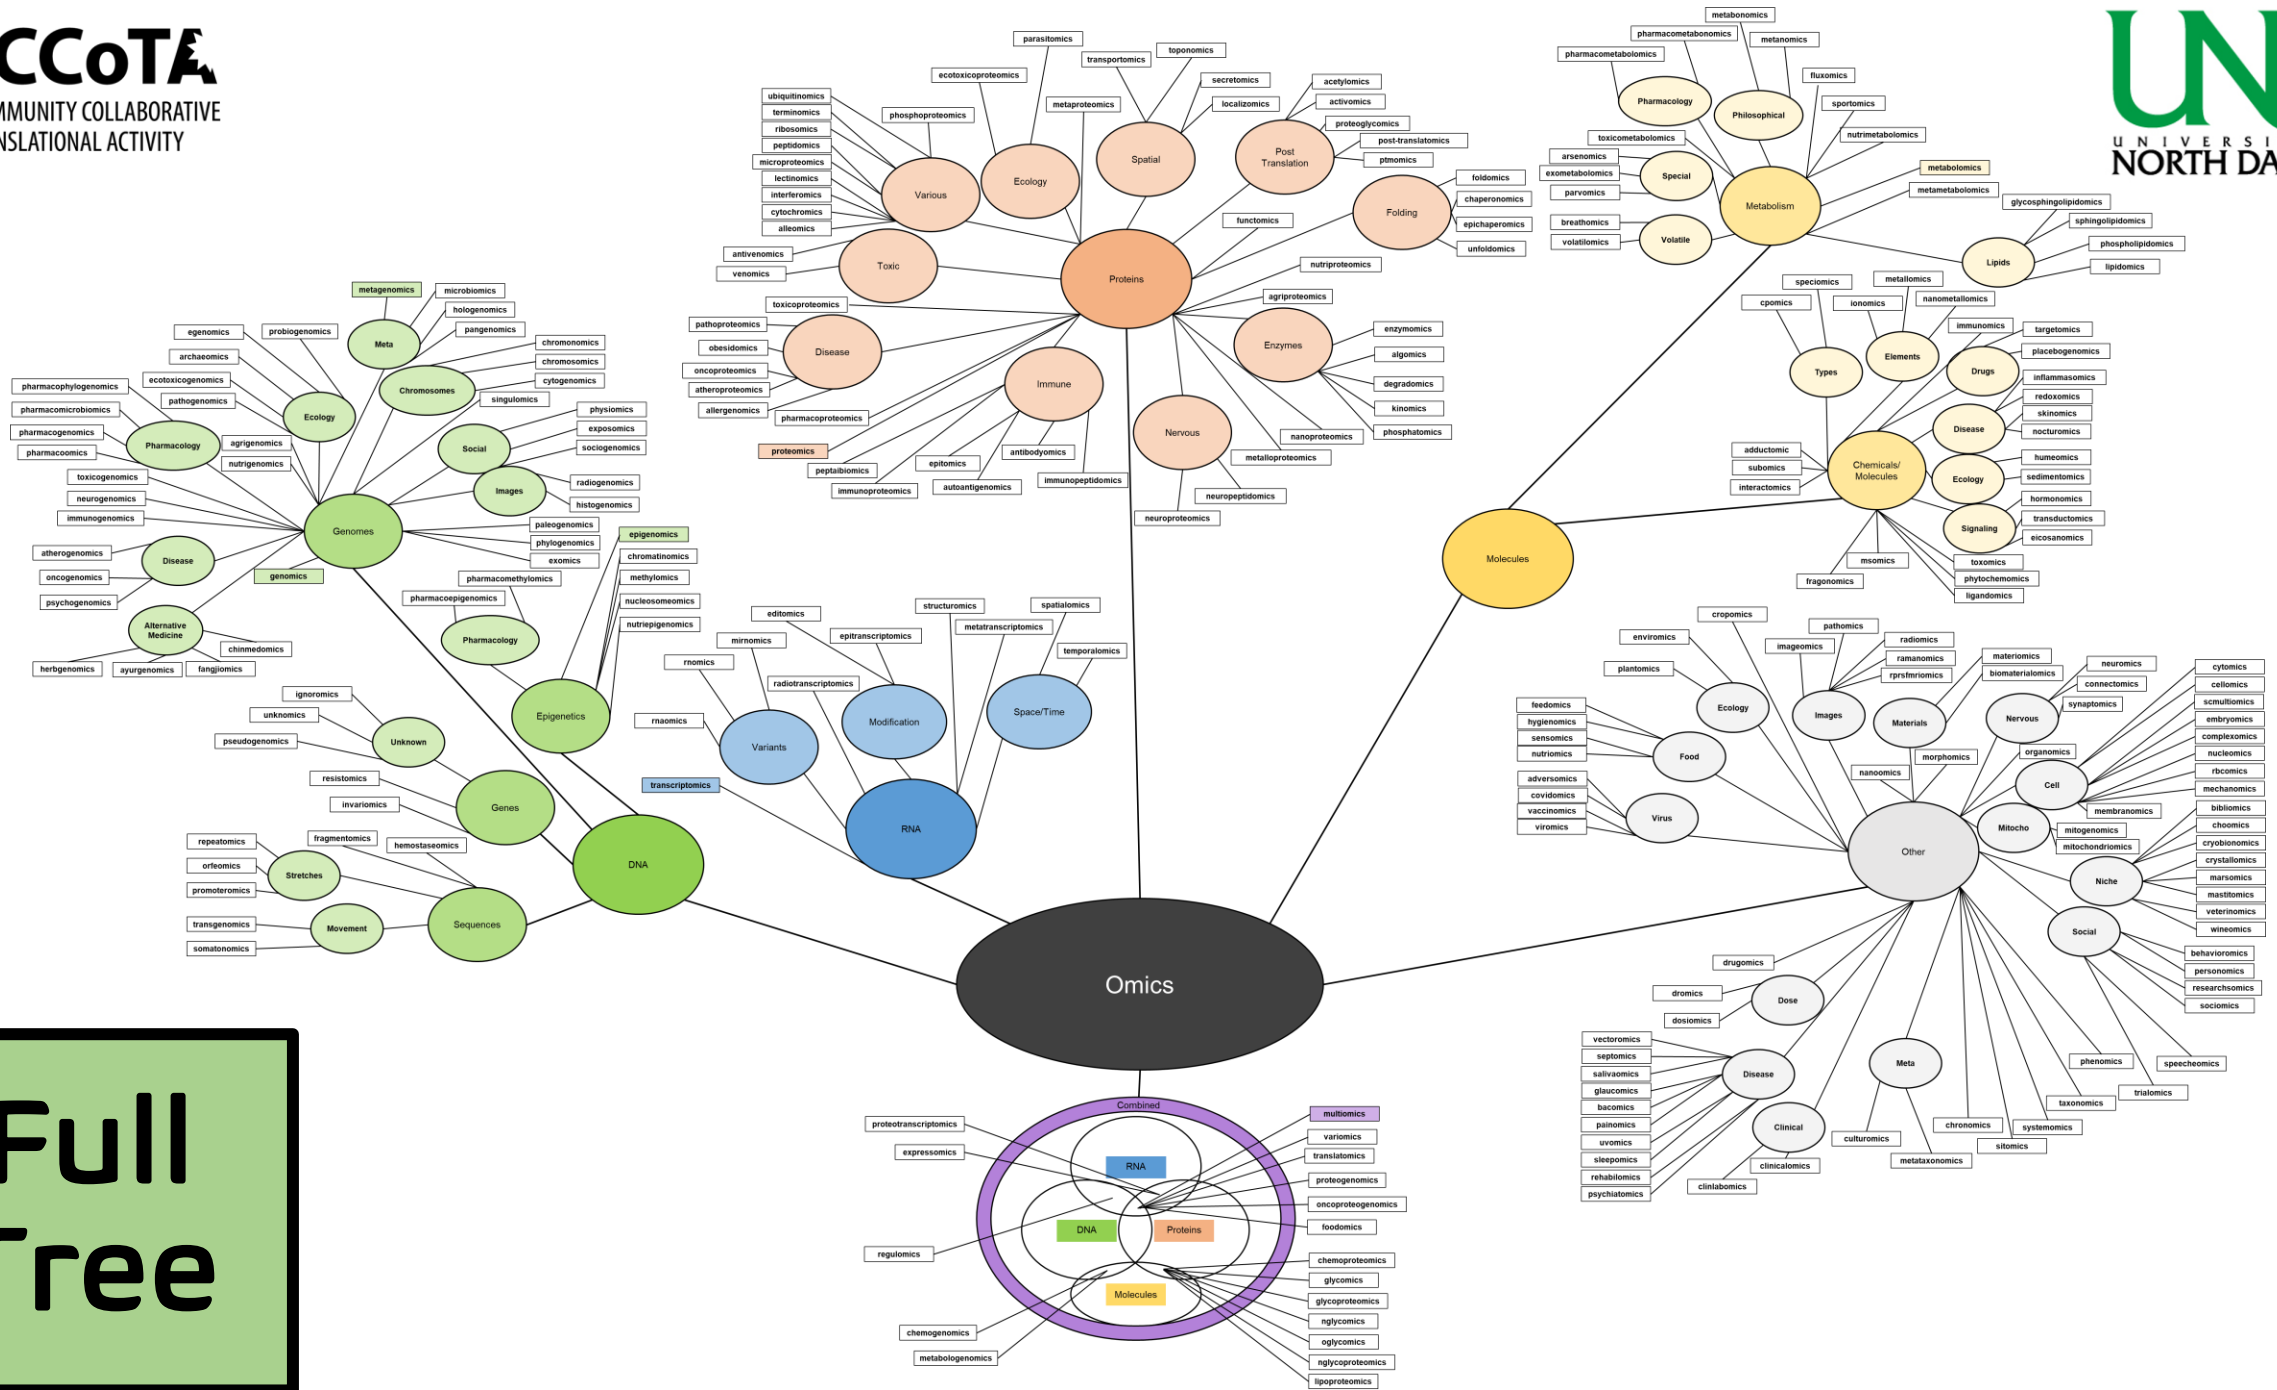 CCoTA
MMUNITY COLLABORATIVE
NSLATIONAL ACTIVITY
UN
UNIVERSI
NORTH DA
Full
Tree
Omics
DNA
Genomes
Meta
metagenomics
microbiomics
hologenomics
pangenomics
Chromosomes
chromonomics
chromosomics
cytogenomics
singulomics
Ecology
egenomics
probiogenomics
archaeomics
ecotoxicogenomics
pathogenomics
Pharmacology
pharmacophylogenomics
pharmacomicrobiomics
pharmacogenomics
pharmacoomics
agrigenomics
nutrigenomics
toxicogenomics
neurogenomics
immunogenomics
Social
physiomics
exposomics
sociogenomics
Images
radiogenomics
histogenomics
paleogenomics
phylogenomics
exomics
genomics
Disease
atherogenomics
oncogenomics
psychogenomics
Alternative
Medicine
chinmedomics
herbgenomics
ayurgenomics
fangjiomics
Epigenetics
epigenomics
chromatinomics
methylomics
nucleosomeomics
nutriepigenomics
Pharmacology
pharmacomethylomics
pharmacoepigenomics
Genes
Unknown
ignoromics
unknomics
pseudogenomics
resistomics
invariomics
Sequences
fragmentomics
hemostaseomics
Stretches
repeatomics
orfeomics
promoteromics
Movement
transgenomics
somatonomics
RNA
transcriptomics
Variants
rnaomics
rnomics
mirnomics
radiotranscriptomics
Modification
editomics
epitranscriptomics
structuromics
metatranscriptomics
Space/Time
spatialomics
temporalomics
Proteins
Various
ubiquitinomics
terminomics
ribosomics
peptidomics
microproteomics
lectinomics
interferomics
cytochromics
alleomics
phosphoproteomics
Ecology
ecotoxicoproteomics
parasitomics
metaproteomics
Spatial
transportomics
toponomics
secretomics
localizomics
Post
Translation
acetylomics
activomics
proteoglycomics
post-translatomics
ptmomics
Folding
foldomics
chaperonomics
epichaperomics
unfoldomics
functomics
Toxic
antivenomics
venomics
toxicoproteomics
Disease
pathoproteomics
obesidomics
oncoproteomics
atheroproteomics
allergenomics
pharmacoproteomics
proteomics
Immune
peptaibiomics
immunoproteomics
epitomics
autoantigenomics
antibodyomics
immunopeptidomics
Nervous
neuroproteomics
neuropeptidomics
nutriproteomics
agriproteomics
Enzymes
enzymomics
algomics
degradomics
kinomics
phosphatomics
nanoproteomics
metalloproteomics
Molecules
Metabolism
Pharmacology
pharmacometabolomics
pharmacometabonomics
Philosophical
metabonomics
metanomics
fluxomics
sportomics
nutrimetabolomics
metabolomics
metametabolomics
toxicometabolomics
Special
arsenomics
exometabolomics
parvomics
Volatile
breathomics
volatilomics
Lipids
glycosphingolipidomics
sphingolipidomics
phospholipidomics
lipidomics
Chemicals/
Molecules
Types
cpomics
speciomics
Elements
ionomics
metallomics
nanometallomics
immunomics
Drugs
targetomics
placebogenomics
Disease
inflammasomics
redoxomics
skinomics
nocturomics
Ecology
humeomics
sedimentomics
Signaling
hormonomics
transductomics
eicosanomics
adductomic
subomics
interactomics
fragonomics
msomics
toxomics
phytochemomics
ligandomics
Other
cropomics
Ecology
enviromics
plantomics
Images
imageomics
pathomics
radiomics
ramanomics
rprsfmriomics
Materials
materiomics
biomaterialomics
Nervous
neuromics
connectomics
synaptomics
organomics
morphomics
nanoomics
Food
feedomics
hygienomics
sensomics
nutriomics
Virus
adversomics
covidomics
vaccinomics
viromics
Cell
cytomics
cellomics
scmultiomics
embryomics
complexomics
nucleomics
rbcomics
mechanomics
membranomics
Mitocho
mitogenomics
mitochondriomics
Niche
bibliomics
choomics
cryobionomics
crystallomics
marsomics
mastitomics
veterinomics
wineomics
Social
behavioromics
personomics
researchsomics
sociomics
speecheomics
trialomics
drugomics
Dose
dromics
dosiomics
Disease
vectoromics
septomics
salivaomics
glaucomics
bacomics
painomics
uvomics
sleepomics
rehabilomics
psychiatomics
Clinical
clinlabomics
clinicalomics
Meta
culturomics
metataxonomics
chronomics
sitomics
systemomics
taxonomics
phenomics
Combined
RNA
DNA
Proteins
Molecules
proteotranscriptomics
expressomics
regulomics
chemogenomics
metabologenomics
multiomics
variomics
translatomics
proteogenomics
oncoproteogenomics
foodomics
chemoproteomics
glycomics
glycoproteomics
nglycomics
oglycomics
nglycoproteomics
lipoproteomics